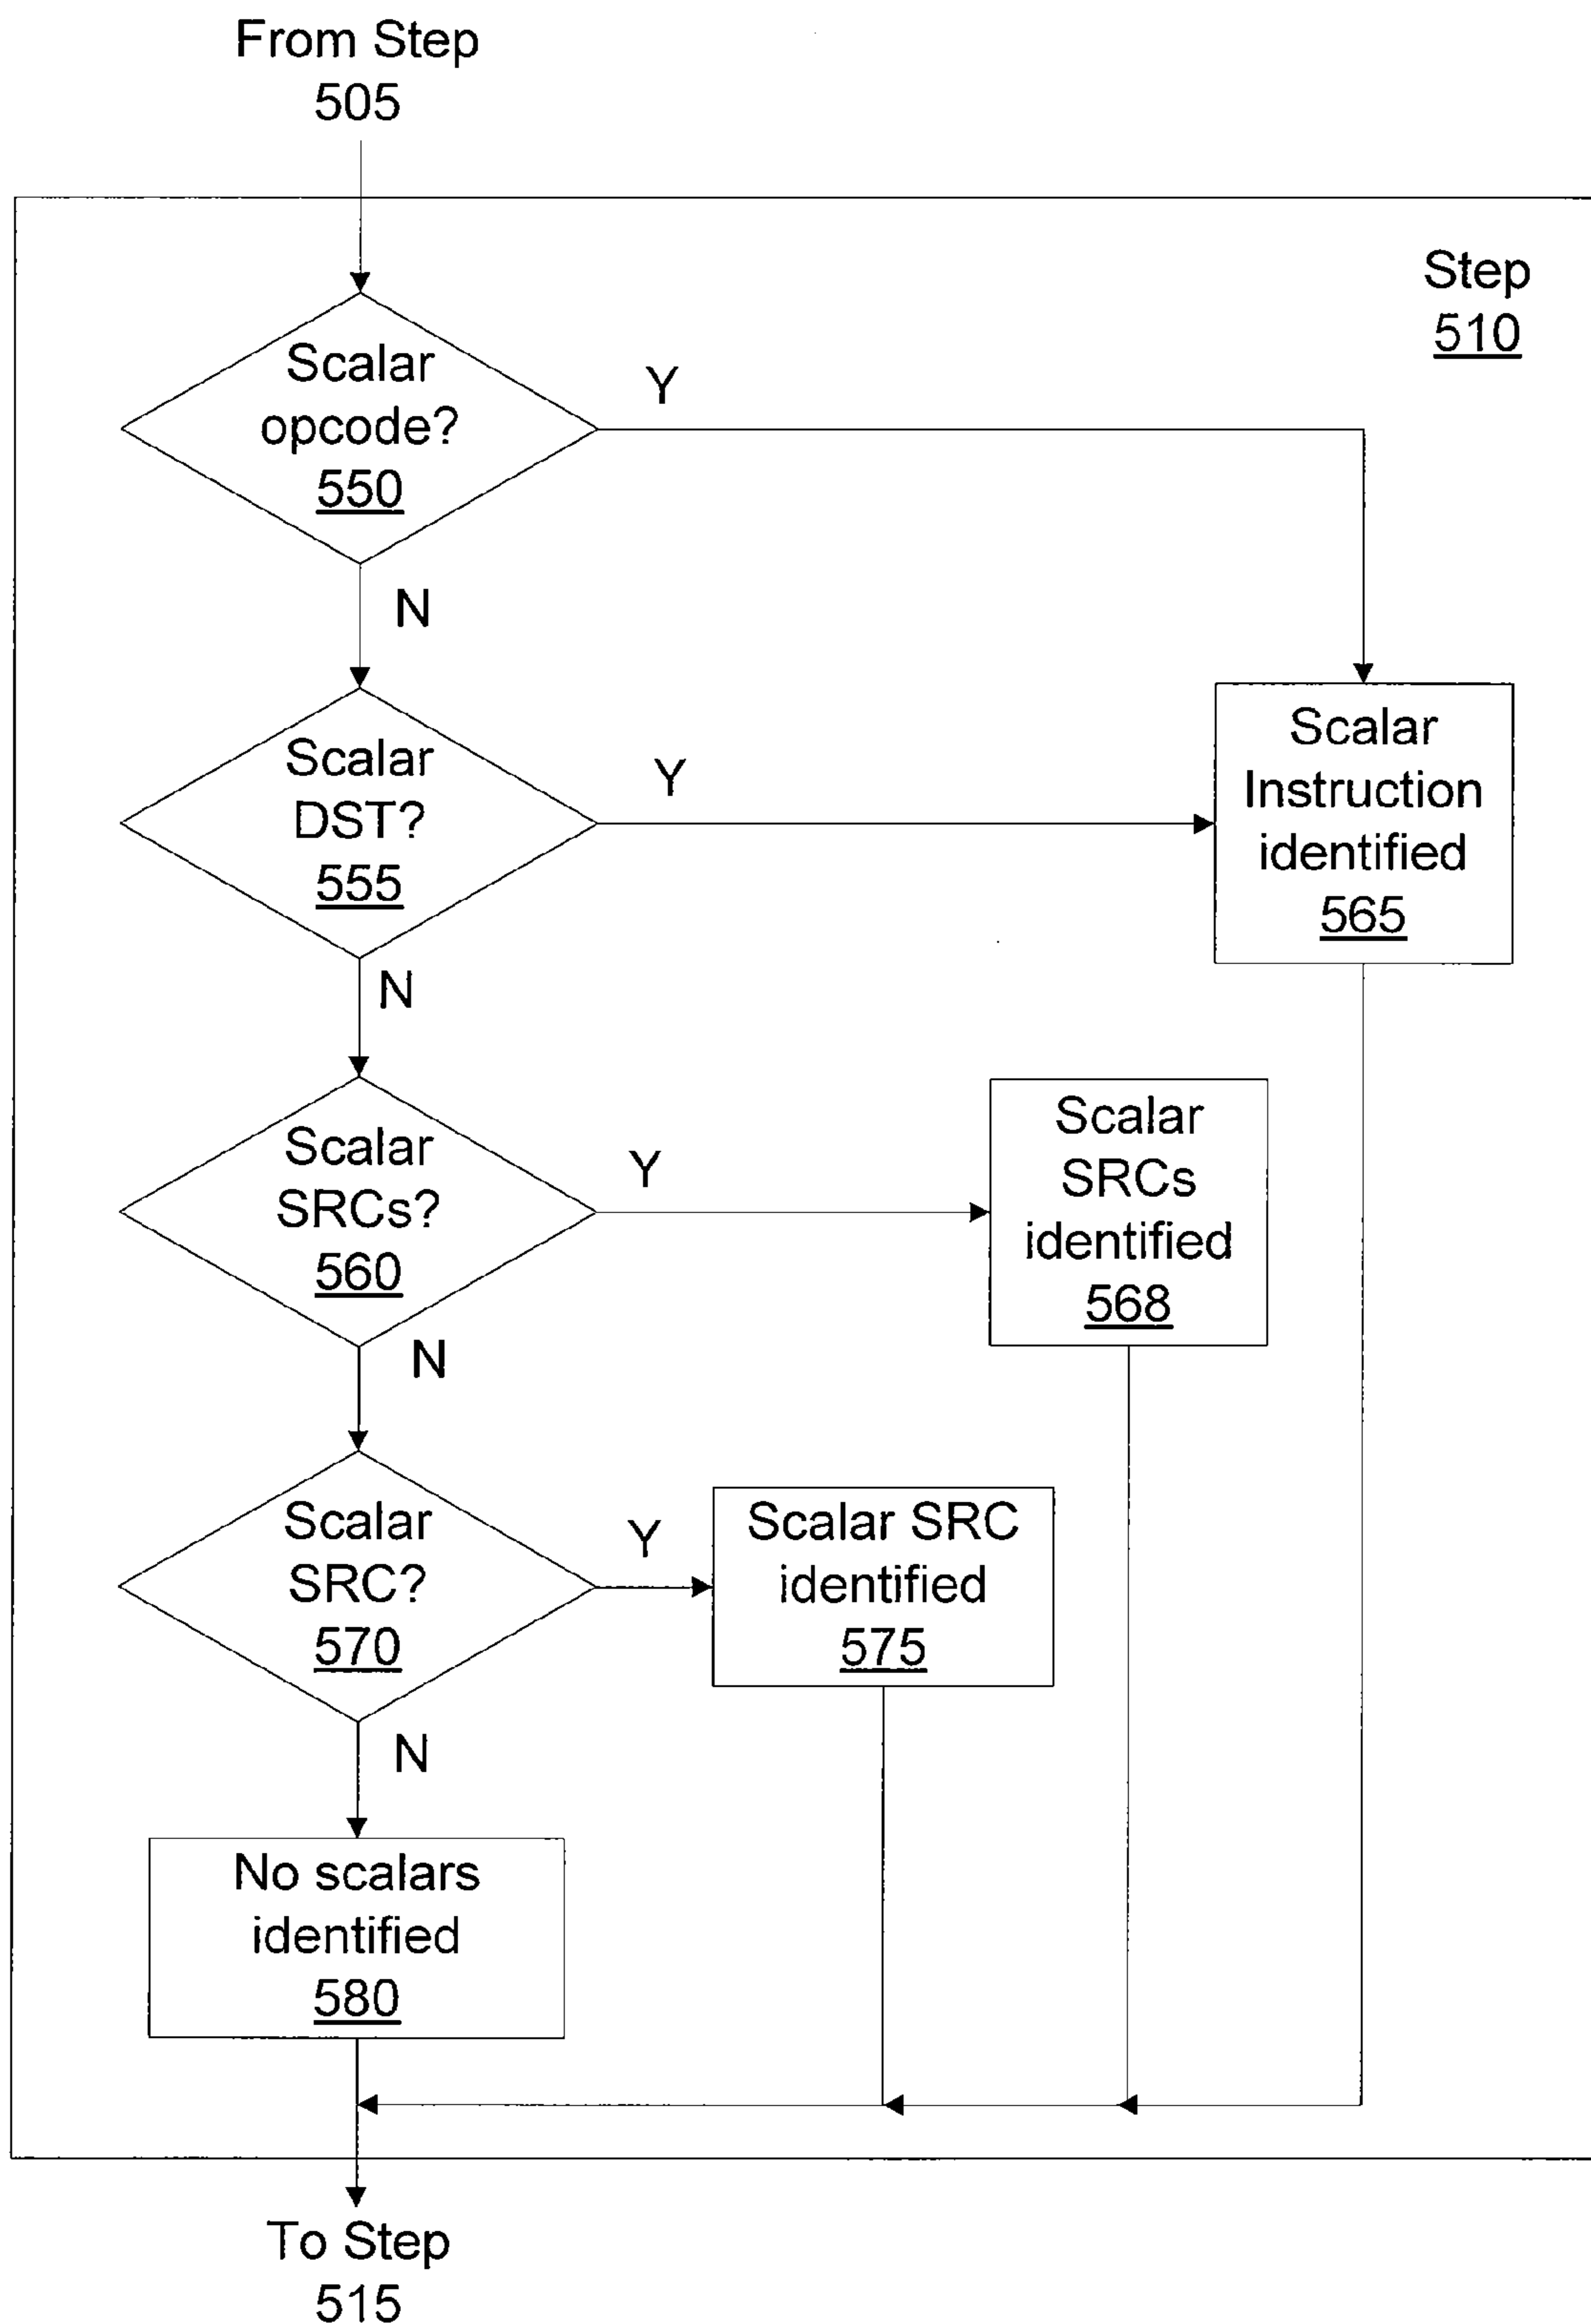 From Step
505
Step
510
Scalar
opcode?
550
Y
N
Scalar
DST?
555
Y
Scalar
Instruction
identified
565
N
Scalar
SRCs?
560
Y
Scalar
SRCs
identified
568
N
Scalar
SRC?
570
Y
Scalar SRC
identified
575
N
No scalars
identified
580
To Step
515